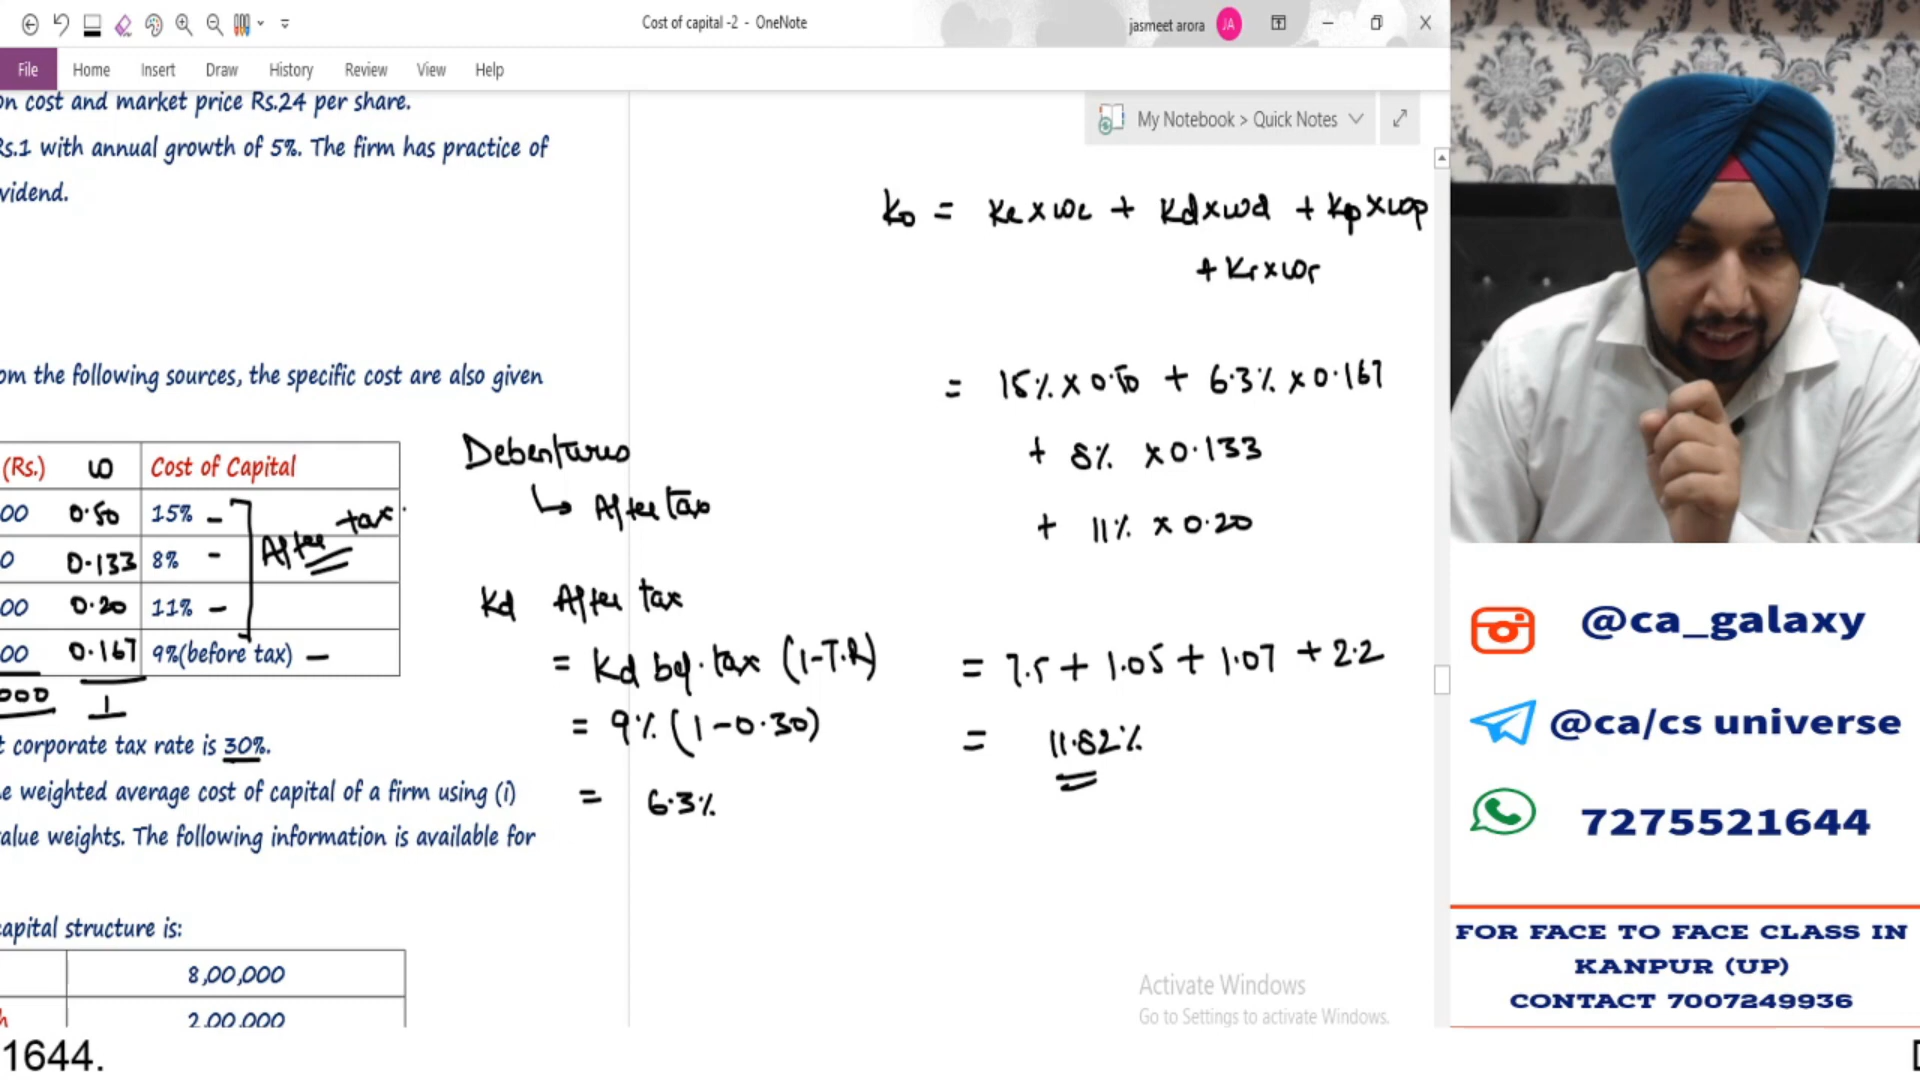 Cost of capital -2 - OneNote
jasmeet arora JA
File Home Insert Draw History Review View Help
My Notebook > Quick Notes
on cost and market price Rs.24 per share.
Rs.1 with annual growth of 5%. The firm has practice of
vidend.
Ko = Ke x we + Kd x wd + Kp x wp
+ Kr x wr
om the following sources, the specific cost are also given
= 15% x 0.50 + 6.3% x 0.167
+ 8% x 0.133
+ 11% x 0.20
(Rs.) ω Cost of Capital
00 0.50 15% -
0 0.133 8% -
00 0.20 11% -
00 0.167 9%(before tax) -
000 1
After tax
Debentures
↳ After tax
Kd After tax
= Kd bef. tax (1-T.R)
= 9% (1-0.30)
= 6.3%
= 7.5 + 1.05 + 1.07 + 2.2
= 11.82%
t corporate tax rate is 30%.
e weighted average cost of capital of a firm using (i)
alue weights. The following information is available for
capital structure is:
8,00,000
h 2,00,000
Activate Windows
Go to Settings to activate Windows.
@ca_galaxy
@ca/cs universe
7275521644
FOR FACE TO FACE CLASS IN
KANPUR (UP)
CONTACT 7007249936
1644.